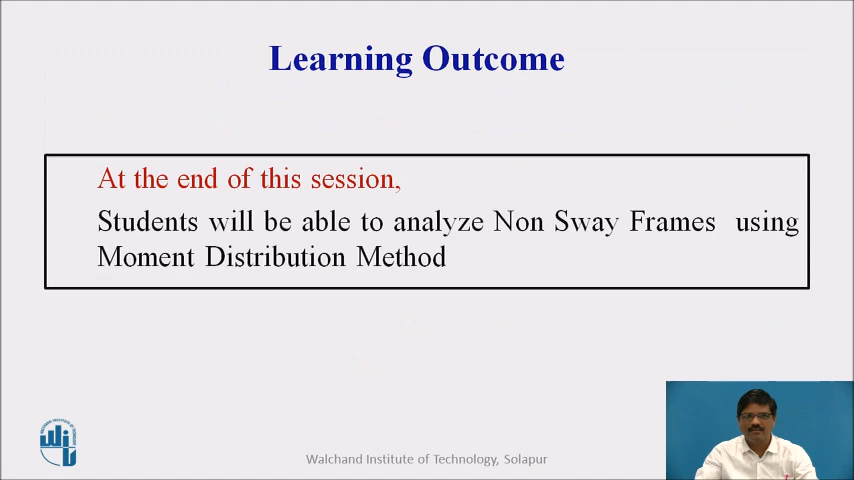 Learning Outcome
At the end of this session,
Students will be able to analyze Non Sway Frames using
Moment Distribution Method
Walchand Institute of Technology, Solapur